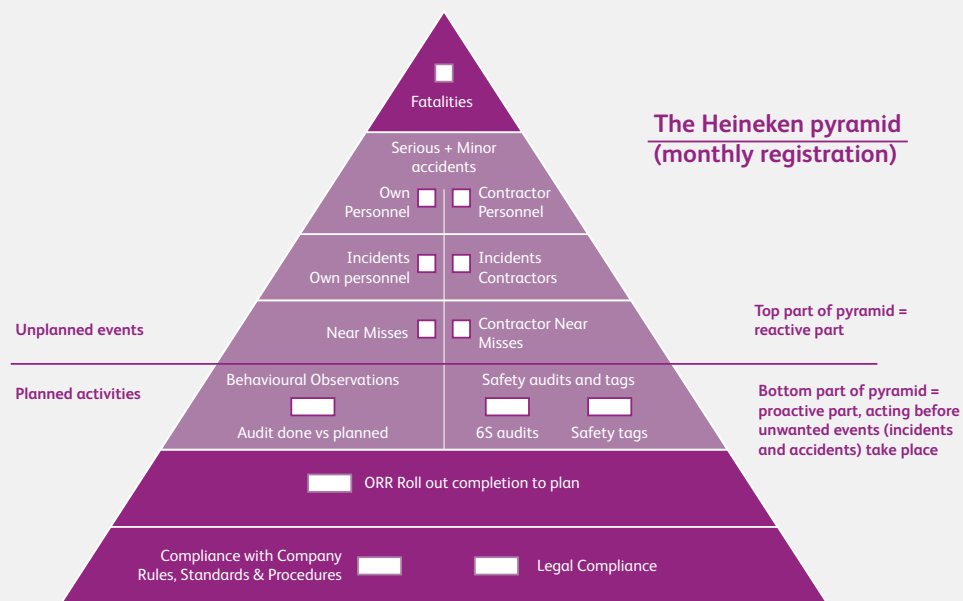 Fatalities
The Heineken pyramid
(monthly registration)
Serious + Minor
accidents
Own
Personnel
Contractor
Personnel
Incidents
Own personnel
Incidents
Contractors
Near Misses
Contractor Near
Misses
Unplanned events
Top part of pyramid =
reactive part
Planned activities
Behavioural Observations
Audit done vs planned
Safety audits and tags
6S audits
Safety tags
Bottom part of pyramid =
proactive part, acting before
unwanted events (incidents
and accidents) take place
ORR Roll out completion to plan
Compliance with Company
Rules, Standards & Procedures
Legal Compliance